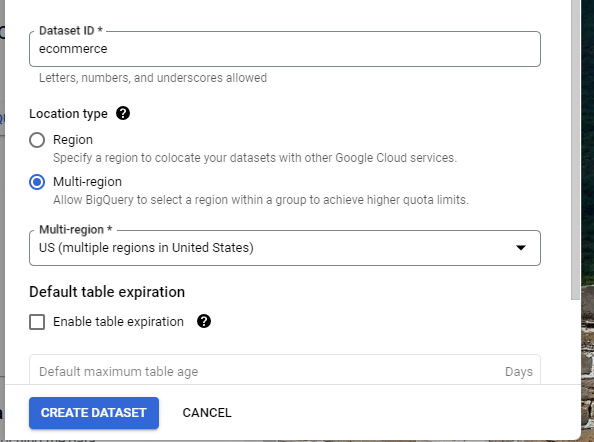 Dataset ID *
ecommerce
Letters, numbers, and underscores allowed
Location type
Region
Specify a region to colocate your datasets with other Google Cloud services.
Multi-region
Allow BigQuery to select a region within a group to achieve higher quota limits.
Multi-region *
US (multiple regions in United States)
Default table expiration
Enable table expiration
Default maximum table age Days
CREATE DATASET CANCEL